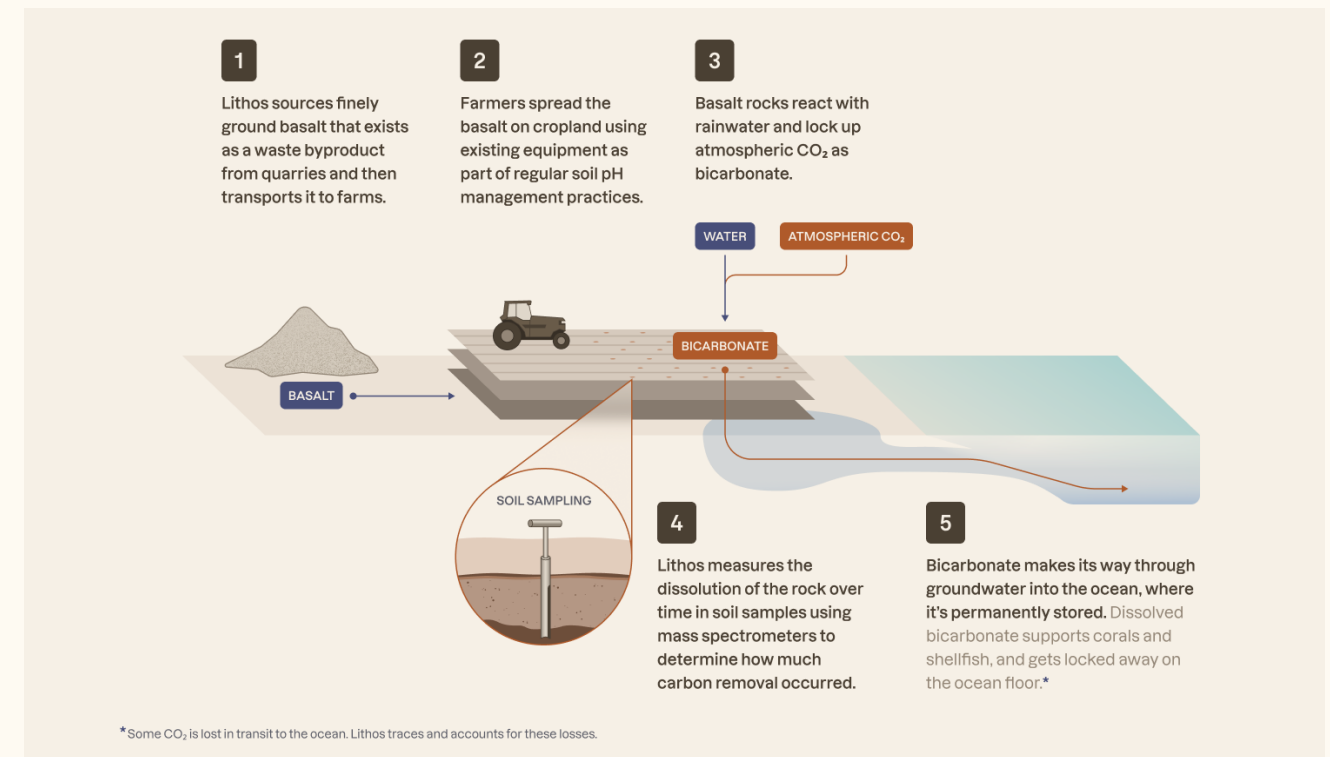 1
Lithos sources finely
ground basalt that exists
as a waste byproduct
from quarries and then
transports it to farms.
2
Farmers spread the
basalt on cropland using
existing equipment as
part of regular soil pH
management practices.
3
Basalt rocks react with
rainwater and lock up
atmospheric CO₂ as
bicarbonate.
WATER
ATMOSPHERIC CO₂
BICARBONATE
BASALT
SOIL SAMPLING
4
Lithos measures the
dissolution of the rock over
time in soil samples using
mass spectrometers to
determine how much
carbon removal occurred.
5
Bicarbonate makes its way through
groundwater into the ocean, where
it's permanently stored. Dissolved
bicarbonate supports corals and
shellfish, and gets locked away on
the ocean floor.*
*Some CO₂ is lost in transit to the ocean. Lithos traces and accounts for these losses.